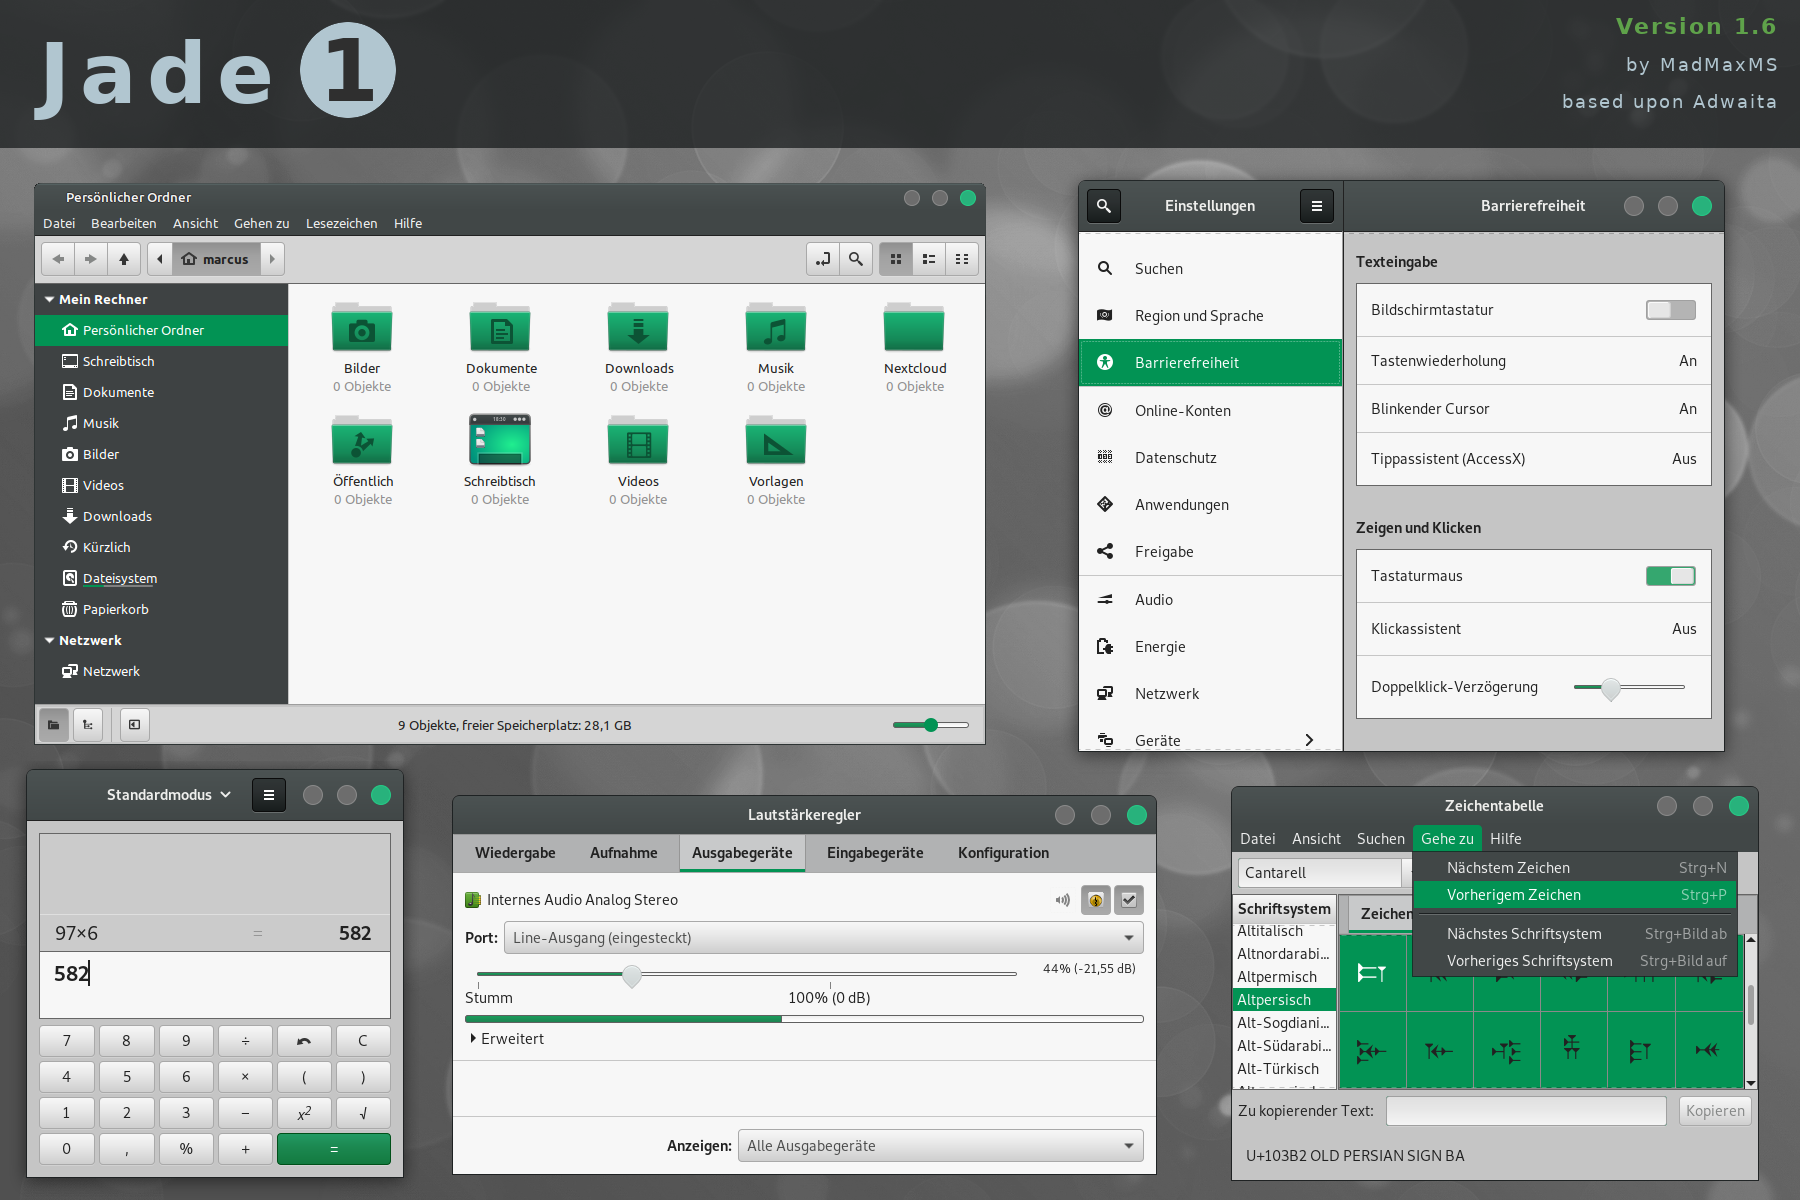 Jade 1
Version 1.6
by MadMaxMS
based upon Adwaita
Persönlicher Ordner
Datei Bearbeiten Ansicht Gehen zu Lesezeichen Hilfe
marcus
Mein Rechner
Persönlicher Ordner
Schreibtisch
Dokumente
Musik
Bilder
Videos
Downloads
Kürzlich
Dateisystem
Papierkorb
Netzwerk
Netzwerk
Bilder Dokumente Downloads Musik Nextcloud
0 Objekte 0 Objekte 0 Objekte 0 Objekte 0 Objekte
Öffentlich Schreibtisch Videos Vorlagen
0 Objekte 0 Objekte 0 Objekte 0 Objekte
9 Objekte, freier Speicherplatz: 28,1 GB
Einstellungen
Barrierefreiheit
Suchen
Region und Sprache
Barrierefreiheit
Online-Konten
Datenschutz
Anwendungen
Freigabe
Audio
Energie
Netzwerk
Geräte
Texteingabe
Bildschirmtastatur
Tastenwiederholung An
Blinkender Cursor An
Tippassistent (AccessX) Aus
Zeigen und Klicken
Tastaturmaus
Klickassistent Aus
Doppelklick-Verzögerung
Standardmodus
97×6 = 582
582
7 8 9 ÷ C
4 5 6 × ( )
1 2 3 − x² √
0 , % + =
Lautstärkeregler
Wiedergabe Aufnahme Ausgabegeräte Eingabegeräte Konfiguration
Internes Audio Analog Stereo
Port: Line-Ausgang (eingesteckt)
44% (-21,55 dB)
Stumm 100% (0 dB)
Erweitert
Anzeigen: Alle Ausgabegeräte
Zeichentabelle
Datei Ansicht Suchen Gehe zu Hilfe
Cantarell
Nächstem Zeichen Strg+N
Vorherigem Zeichen Strg+P
Nächstes Schriftsystem Strg+Bild ab
Vorheriges Schriftsystem Strg+Bild auf
Schriftsystem Zeichen
Altitalisch
Altnordarabi...
Altpermisch
Altpersisch
Alt-Sogdiani...
Alt-Südarabi...
Alt-Türkisch
Zu kopierender Text: Kopieren
U+103B2 OLD PERSIAN SIGN BA